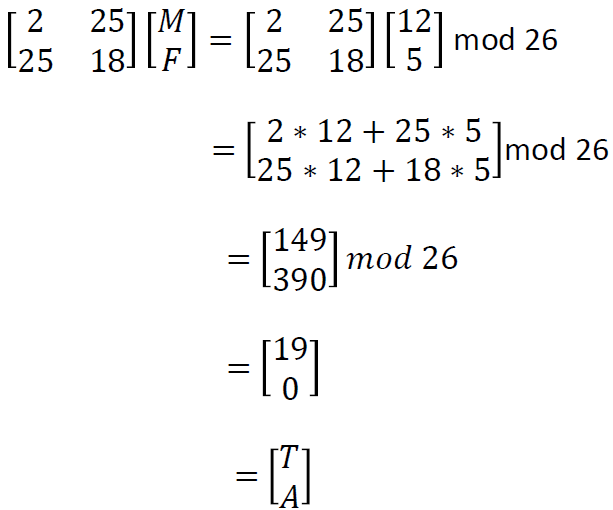 [2 25; 25 18] [M; F] = [2 25; 25 18] [12; 5] mod 26
= [2 * 12 + 25 * 5; 25 * 12 + 18 * 5] mod 26
= [149; 390] mod 26
= [19; 0]
= [T; A]